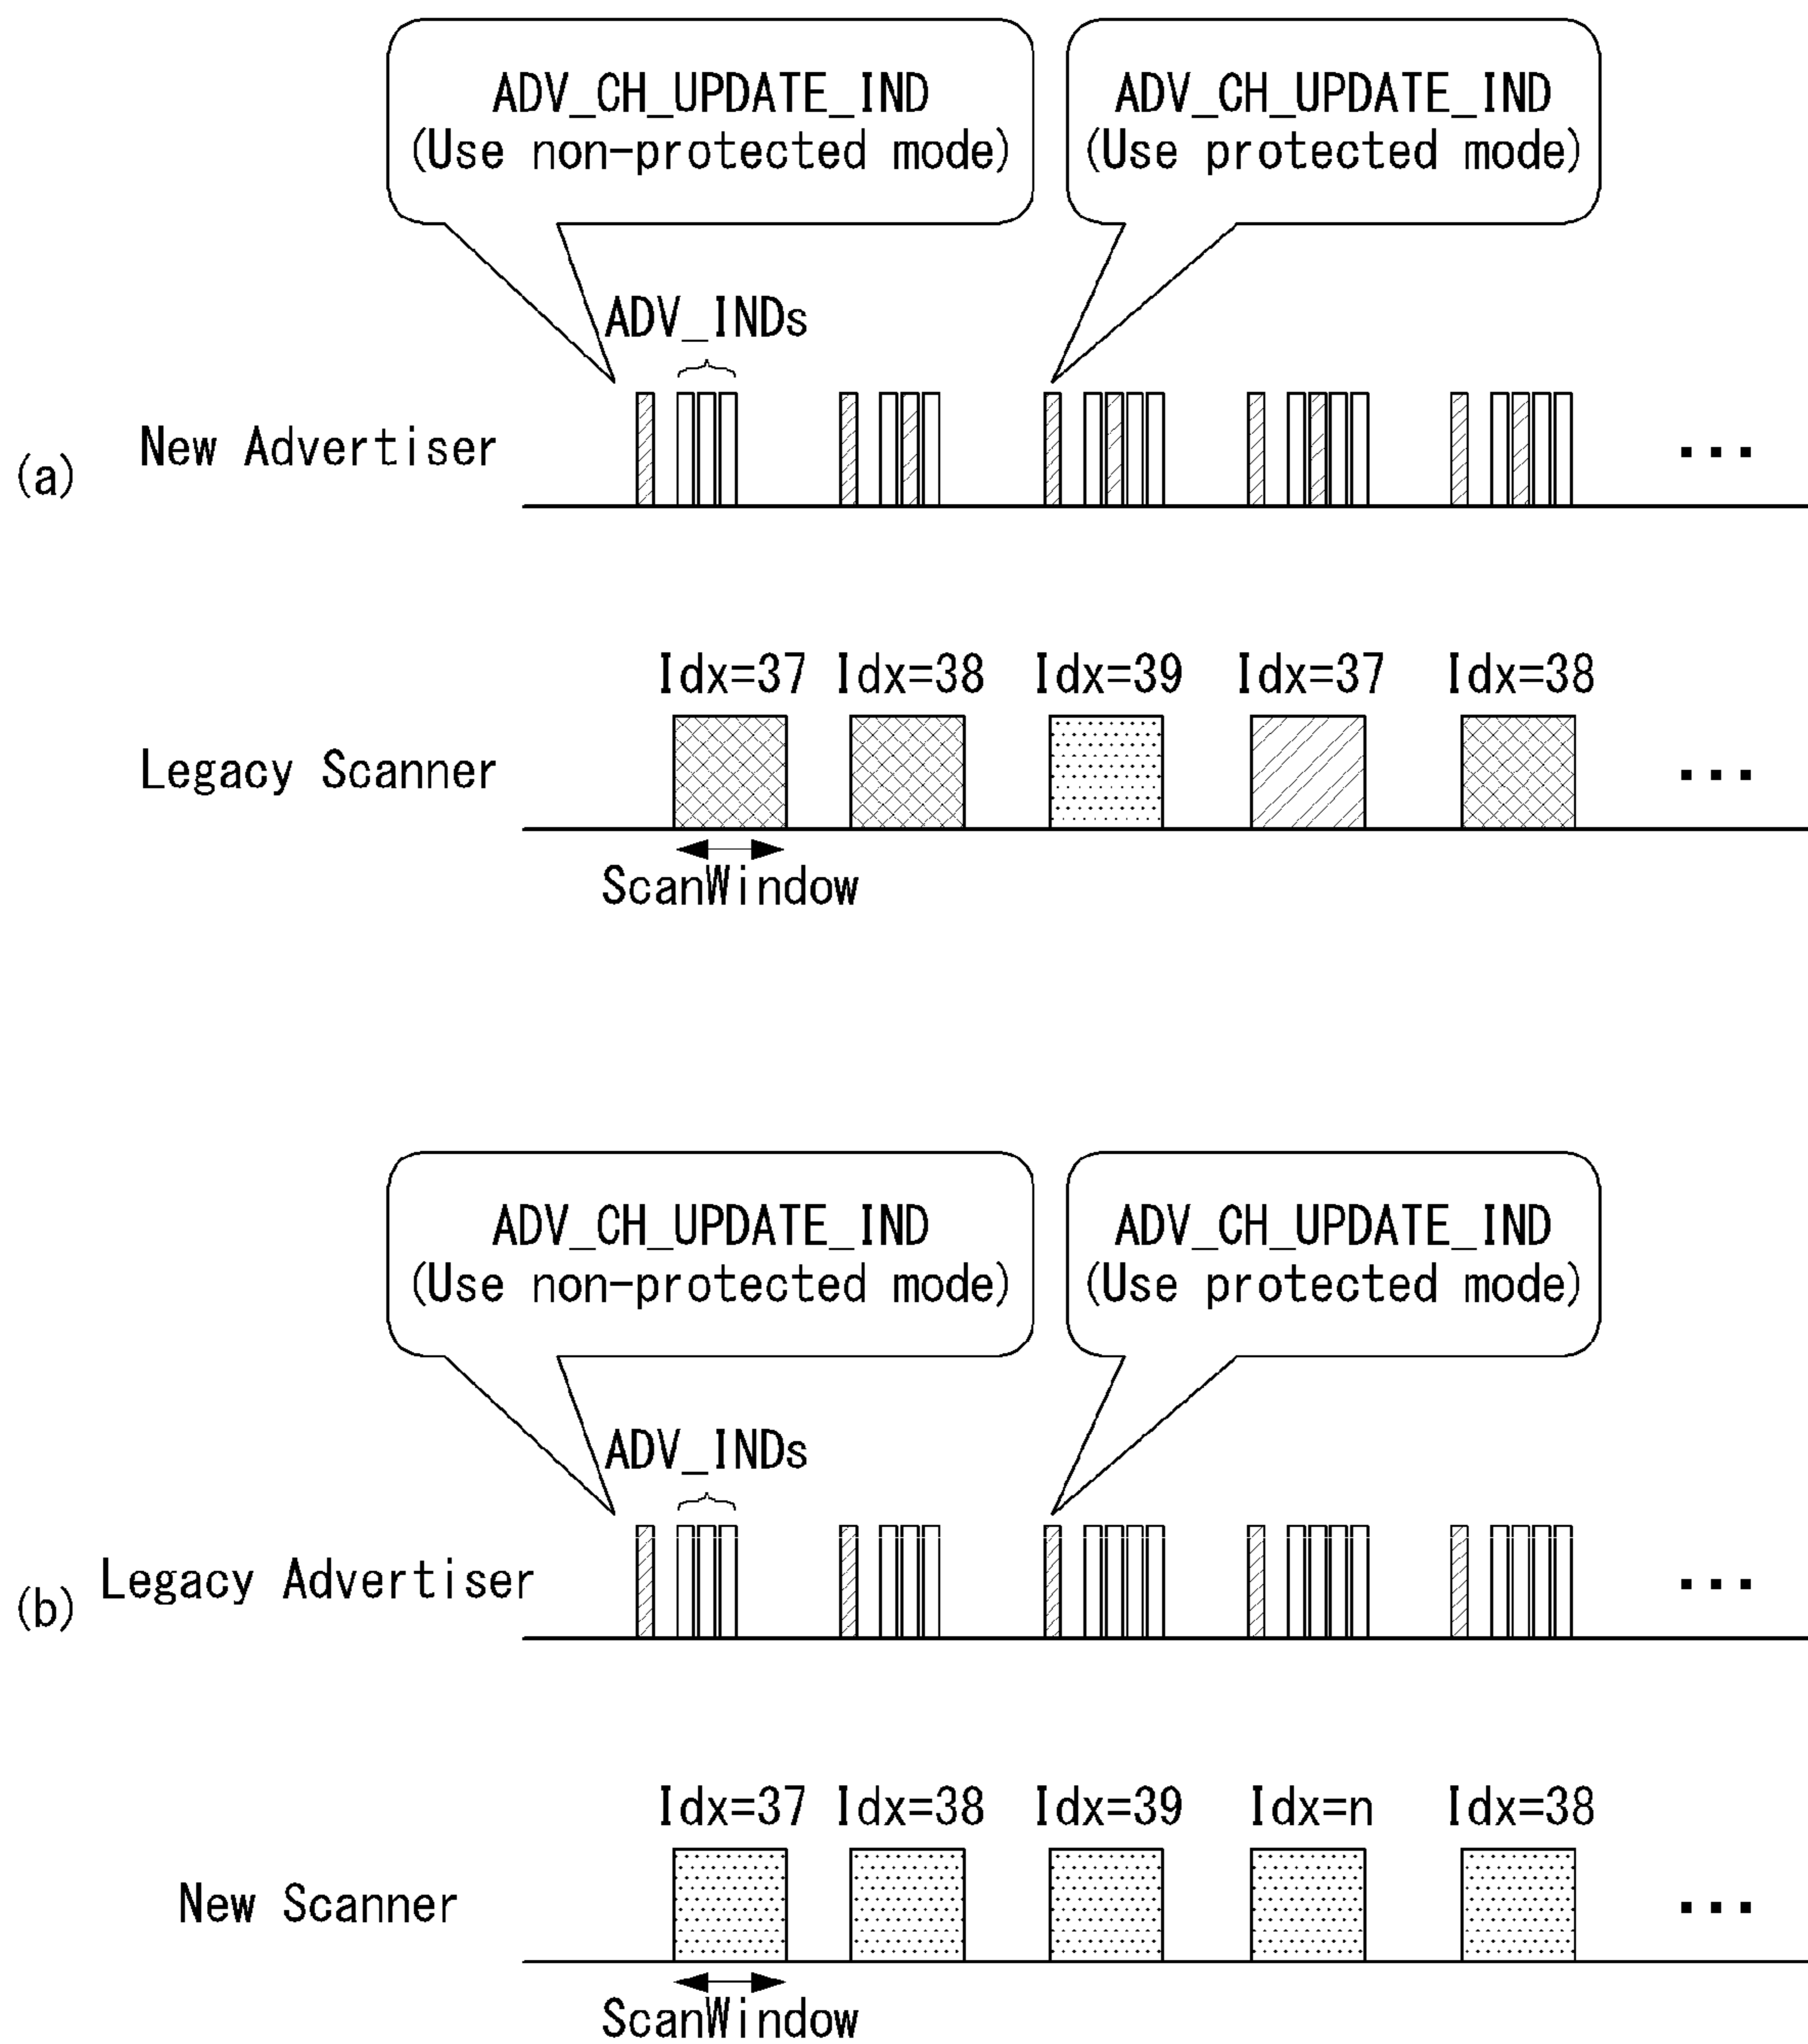 ADV_CH_UPDATE_IND
(Use non-protected mode)
ADV_CH_UPDATE_IND
(Use protected mode)
ADV_INDs
(a)
New Advertiser
...
Idx=37 Idx=38 Idx=39 Idx=37 Idx=38
Legacy Scanner
...
ScanWindow
ADV_CH_UPDATE_IND
(Use non-protected mode)
ADV_CH_UPDATE_IND
(Use protected mode)
ADV_INDs
(b)
Legacy Advertiser
...
Idx=37 Idx=38 Idx=39 Idx=n Idx=38
New Scanner
...
ScanWindow